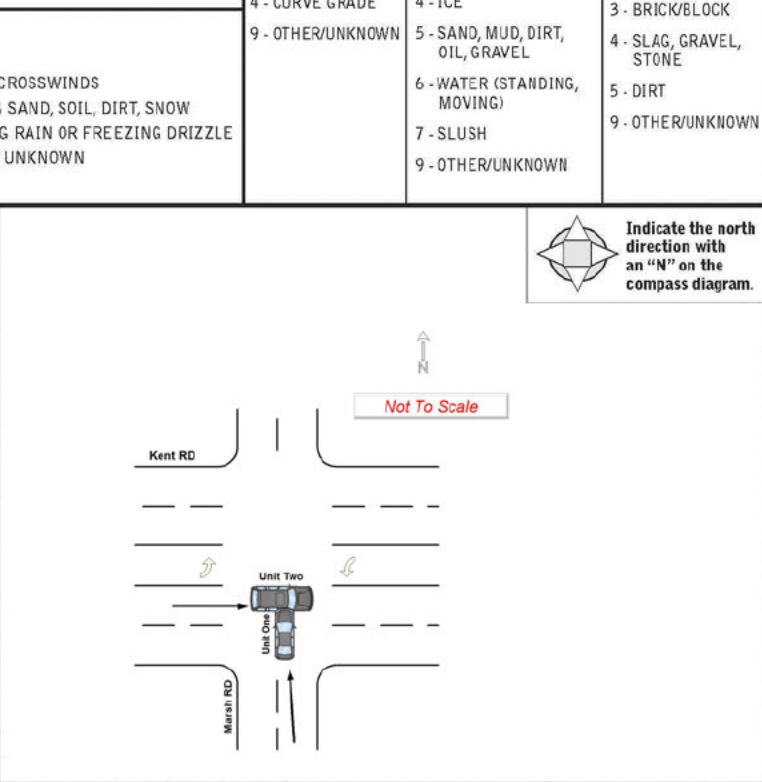 4 - CURVE GRADE
9 - OTHER/UNKNOWN
4 - ICE
5 - SAND, MUD, DIRT,
OIL, GRAVEL
6 - WATER (STANDING,
MOVING)
7 - SLUSH
9 - OTHER/UNKNOWN
3 - BRICK/BLOCK
4 - SLAG, GRAVEL,
STONE
5 - DIRT
9 - OTHER/UNKNOWN
CROSSWINDS
SAND, SOIL, DIRT, SNOW
G RAIN OR FREEZING DRIZZLE
UNKNOWN
Indicate the north
direction with
an “N” on the
compass diagram.
N
Not To Scale
Kent RD
Unit Two
Unit One
Marsh RD